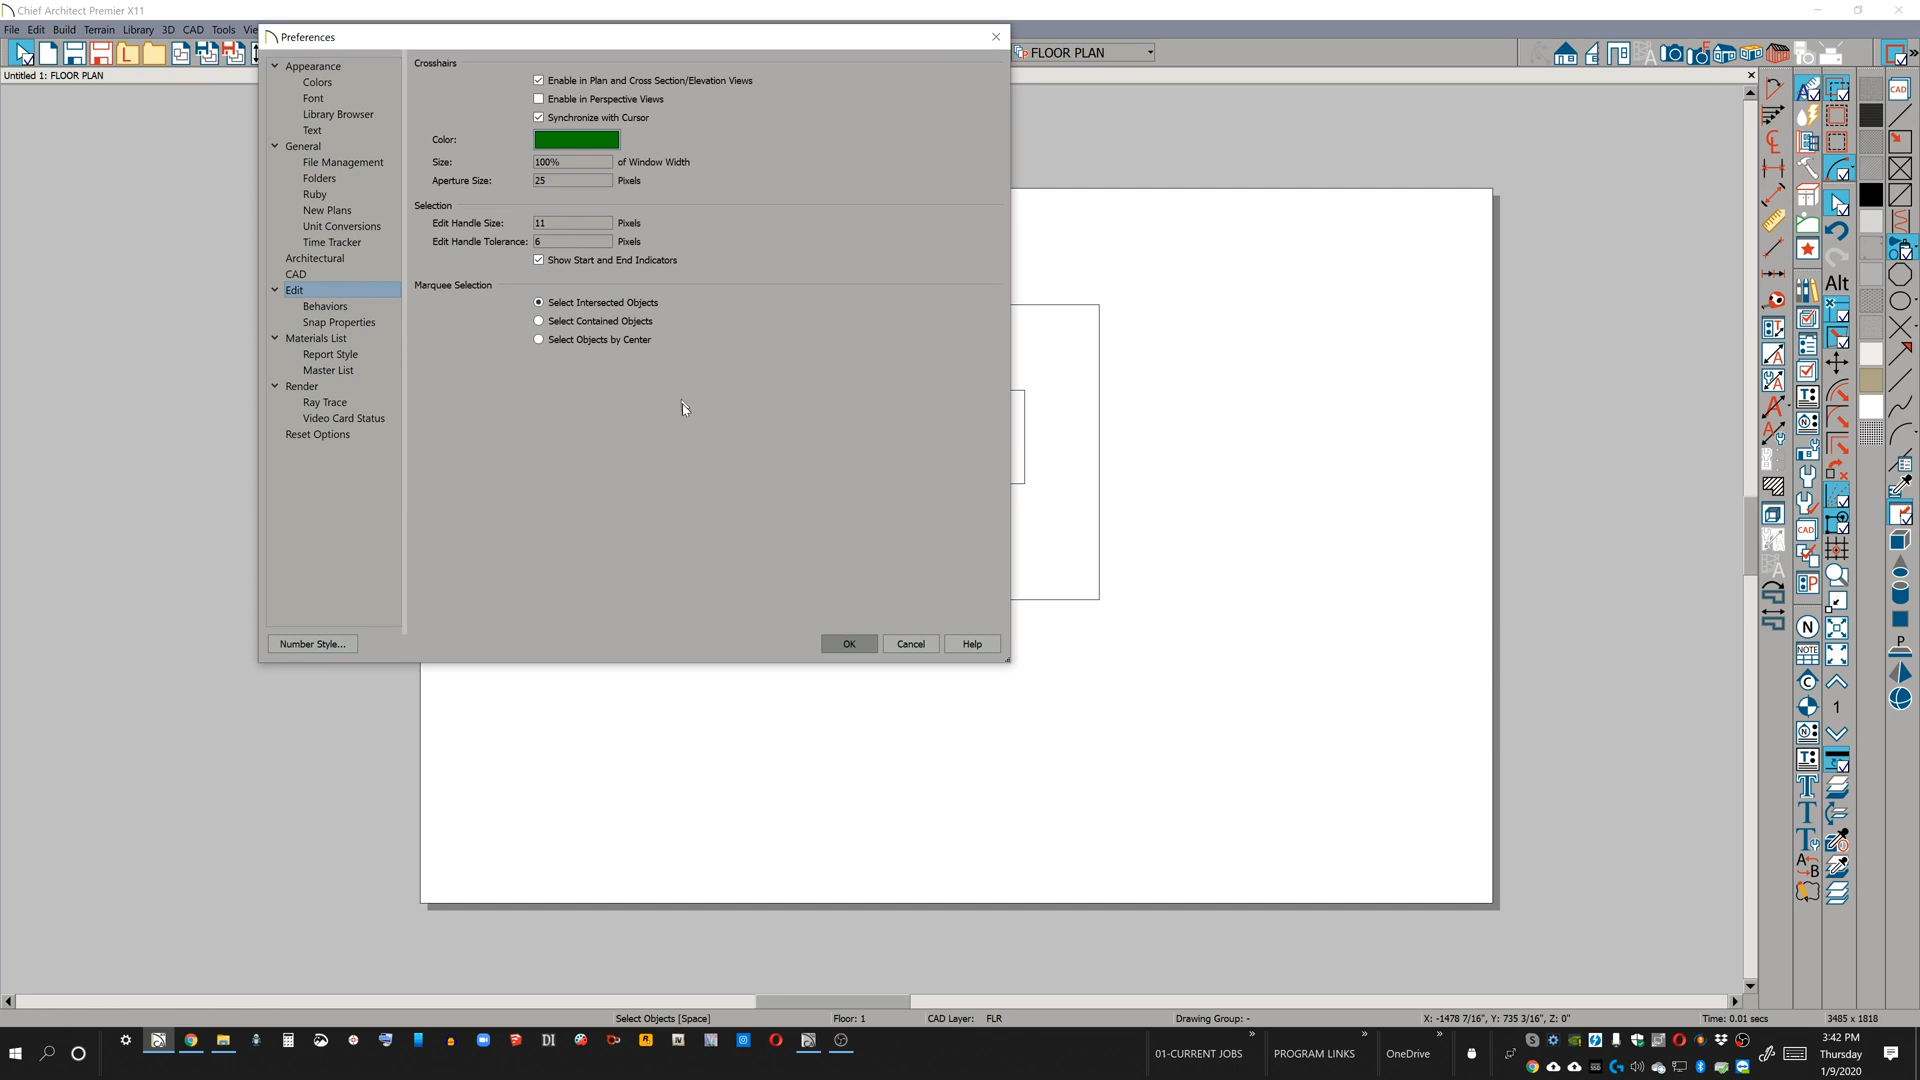 Chief Architect Premier X11
File Edit Build Terrain Library 3D CAD Tools
Preferences
FLOOR PLAN
Untitled 1: FLOOR PLAN
Appearance
Colors
Font
Library Browser
Text
General
File Management
Folders
Ruby
New Plans
Unit Conversions
Time Tracker
Architectural
CAD
Edit
Behaviors
Snap Properties
Materials List
Report Style
Master List
Render
Ray Trace
Video Card Status
Reset Options
Crosshairs
Enable in Plan and Cross Section/Elevation Views
Enable in Perspective Views
Synchronize with Cursor
Color:
Size: 100% of Window Width
Aperture Size: 25 Pixels
Selection
Edit Handle Size: 11 Pixels
Edit Handle Tolerance: 6 Pixels
Show Start and End Indicators
Marquee Selection
Select Intersected Objects
Select Contained Objects
Select Objects by Center
Number Style...
OK Cancel Help
CAD
Alt
CAD
N
NOTE
P
C
1
Select Objects [Space] Floor: 1 CAD Layer: FLR Drawing Group: - X: -1478 7/16", Y: 735 3/16", Z: 0" Time: 0.01 secs 3485 x 1818
01-CURRENT JOBS PROGRAM LINKS OneDrive
3:42 PM
Thursday
1/9/2020